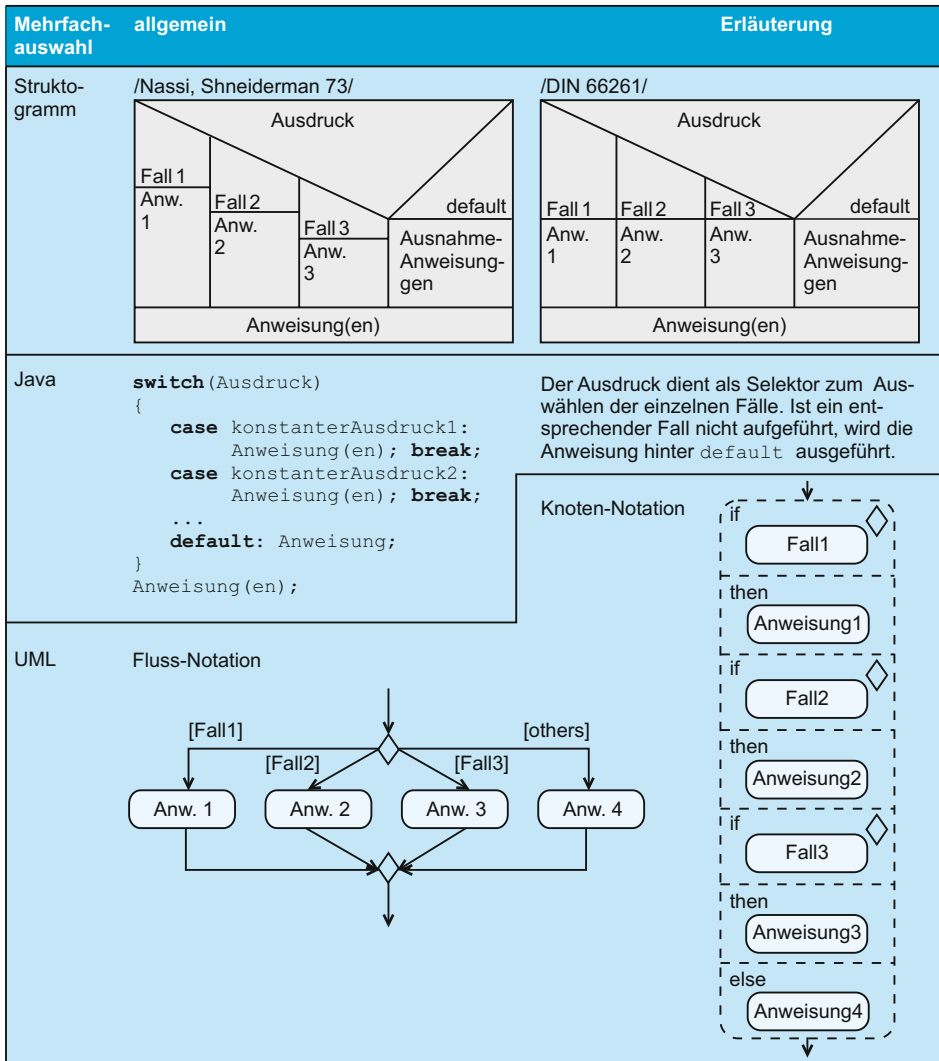 Mehrfach-
auswahl
allgemein
Erläuterung
Strukto-
gramm
/Nassi, Shneiderman 73/
Ausdruck
Fall 1
Anw.
1
Fall 2
Anw.
2
Fall 3
Anw.
3
default
Ausnahme-
Anweisung-
gen
Anweisung(en)
/DIN 66261/
Ausdruck
Fall 1
Fall 2
Fall 3
default
Anw.
1
Anw.
2
Anw.
3
Ausnahme-
Anweisung-
gen
Anweisung(en)
Java
switch(Ausdruck)
{
case konstanterAusdruck1:
Anweisung(en); break;
case konstanterAusdruck2:
Anweisung(en); break;
...
default: Anweisung;
}
Anweisung(en);
Der Ausdruck dient als Selektor zum Aus-
wählen der einzelnen Fälle. Ist ein ent-
sprechender Fall nicht aufgeführt, wird die
Anweisung hinter default ausgeführt.
UML
Fluss-Notation
[Fall1]
[Fall2]
[Fall3]
[others]
Anw. 1
Anw. 2
Anw. 3
Anw. 4
Knoten-Notation
if
Fall1
then
Anweisung1
if
Fall2
then
Anweisung2
if
Fall3
then
Anweisung3
else
Anweisung4